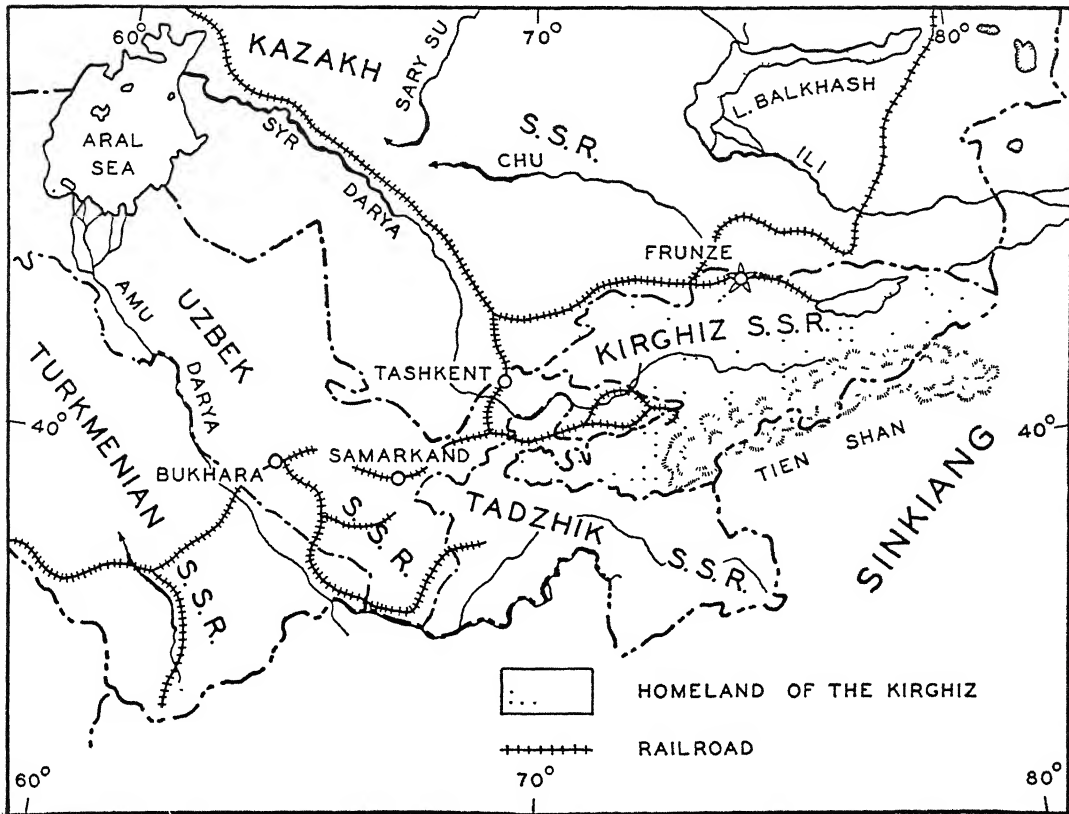 60°
70°
80°
KAZAKH
SARY SU
S.S.R.
L. BALKHASH
ARAL
SEA
SYR
DARYA
CHU
ILI
FRUNZE
AMU
DARYA
UZBEK
S.S.R.
KIRGHIZ S.S.R.
TASHKENT
TURKMENIAN
S.S.R.
40°
40°
BUKHARA
SAMARKAND
TIEN SHAN
TADZHIK
S.S.R.
SINKIANG
HOMELAND OF THE KIRGHIZ
RAILROAD
60°
70°
80°